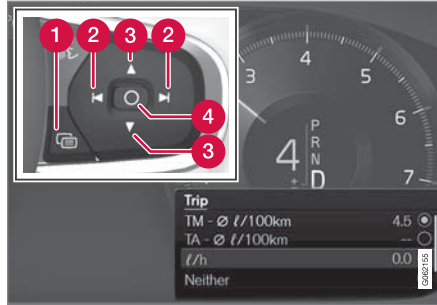 1 2 3 2
4
3
3 4 5 6 7
4 P R N D
±
Trip
TM - Ø ℓ/100km 4.5
TA - Ø ℓ/100km --
ℓ/h 0.0
Neither
G062155